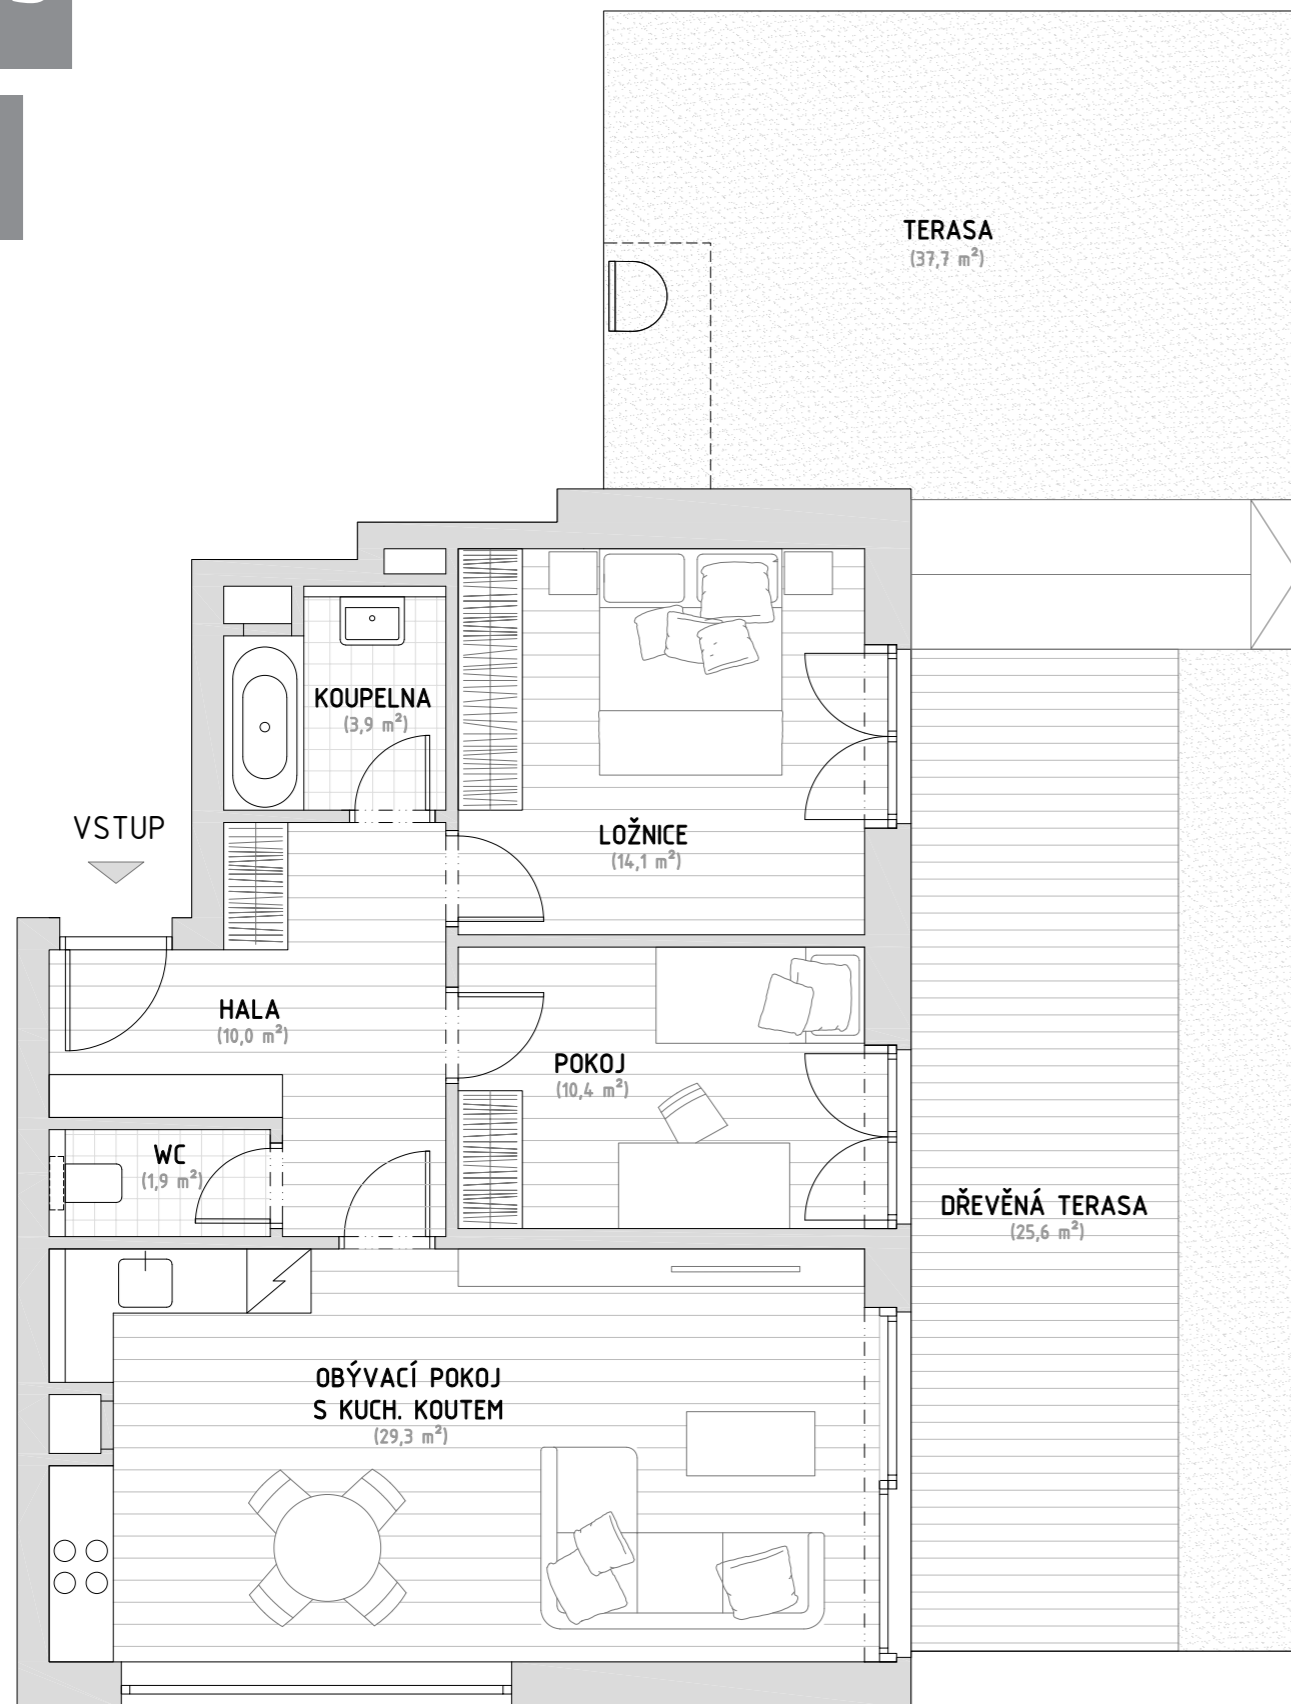 TERASA
(37,7 m²)
KOUPELNA
(3,9 m²)
VSTUP
LOŽNICE
(14,1 m²)
HALA
(10,0 m²)
POKOJ
(10,4 m²)
WC
(1,9 m²)
DŘEVĚNÁ TERASA
(25,6 m²)
OBÝVACÍ POKOJ
S KUCH. KOUTEM
(29,3 m²)